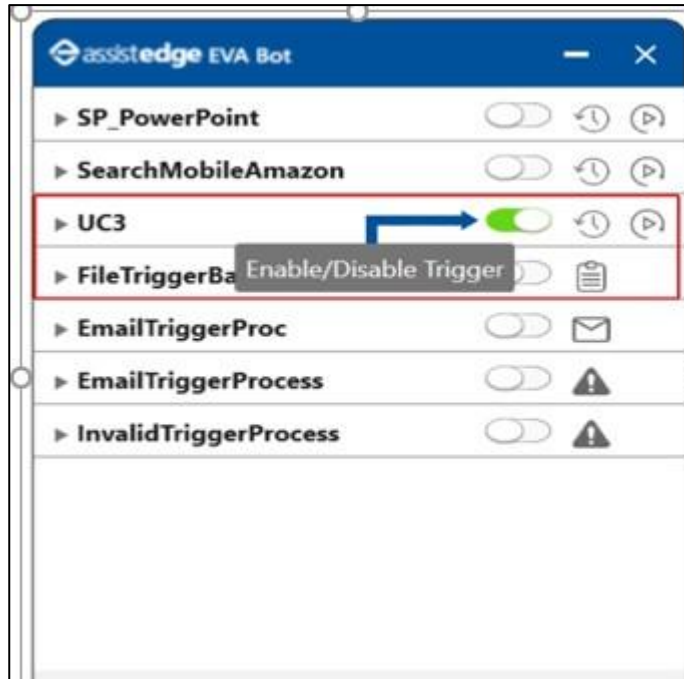 assistedge EVA Bot
SP_PowerPoint
SearchMobileAmazon
UC3
Enable/Disable Trigger
FileTriggerBa
EmailTriggerProc
EmailTriggerProcess
InvalidTriggerProcess